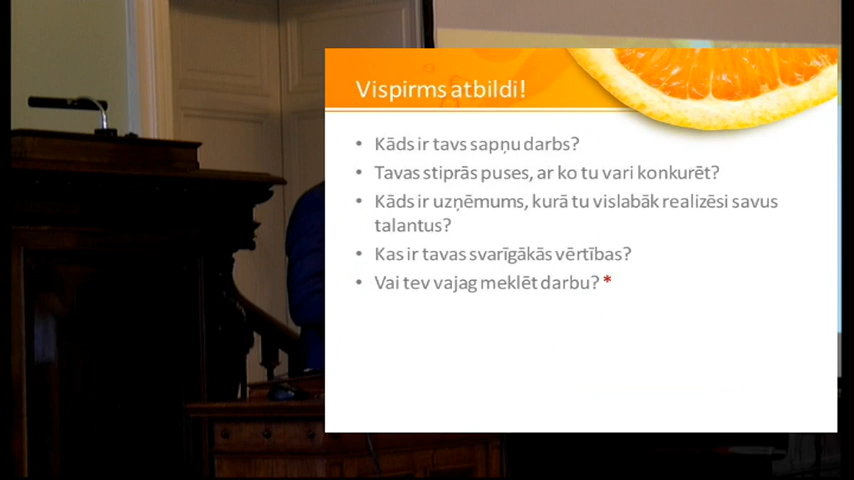 Vispirms atbildi!
• Kāds ir tavs sapņu darbs?
• Tavas stiprās puses, ar ko tu vari konkurēt?
• Kāds ir uzņēmums, kurā tu vislabāk realizēsi savus
talantus?
• Kas ir tavas svarīgākās vērtības?
• Vai tev vajag meklēt darbu? *